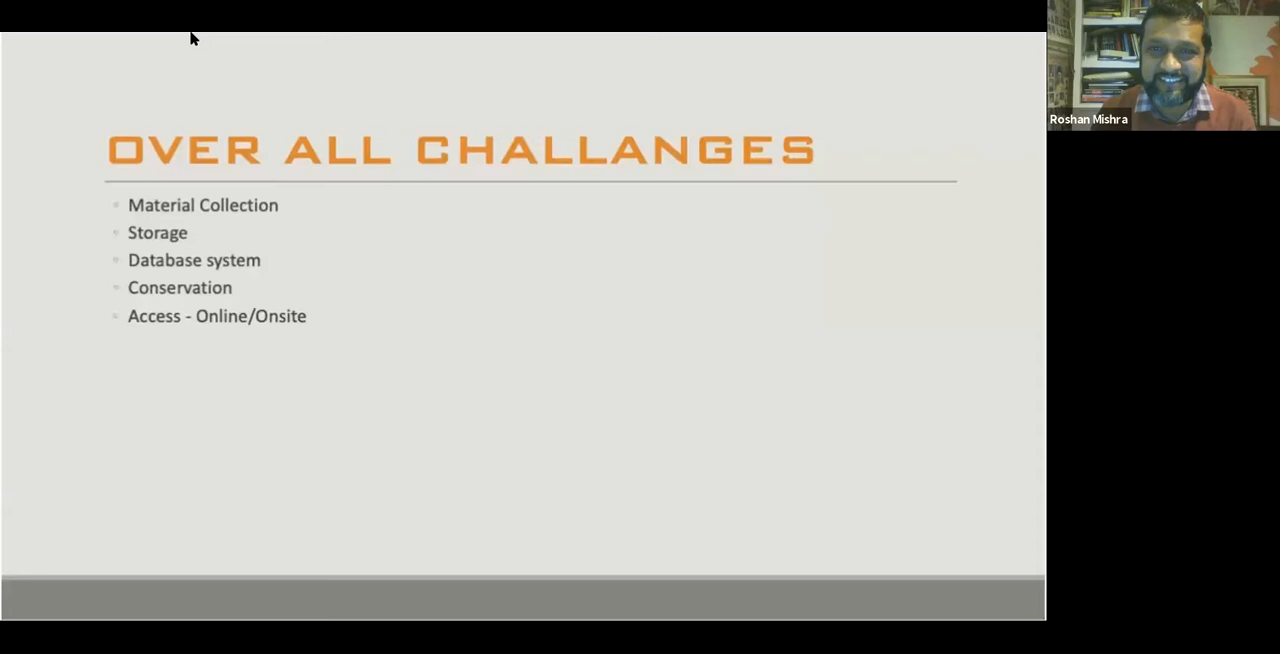 OVER ALL CHALLANGES
Material Collection
Storage
Database system
Conservation
Access - Online/Onsite
Roshan Mishra